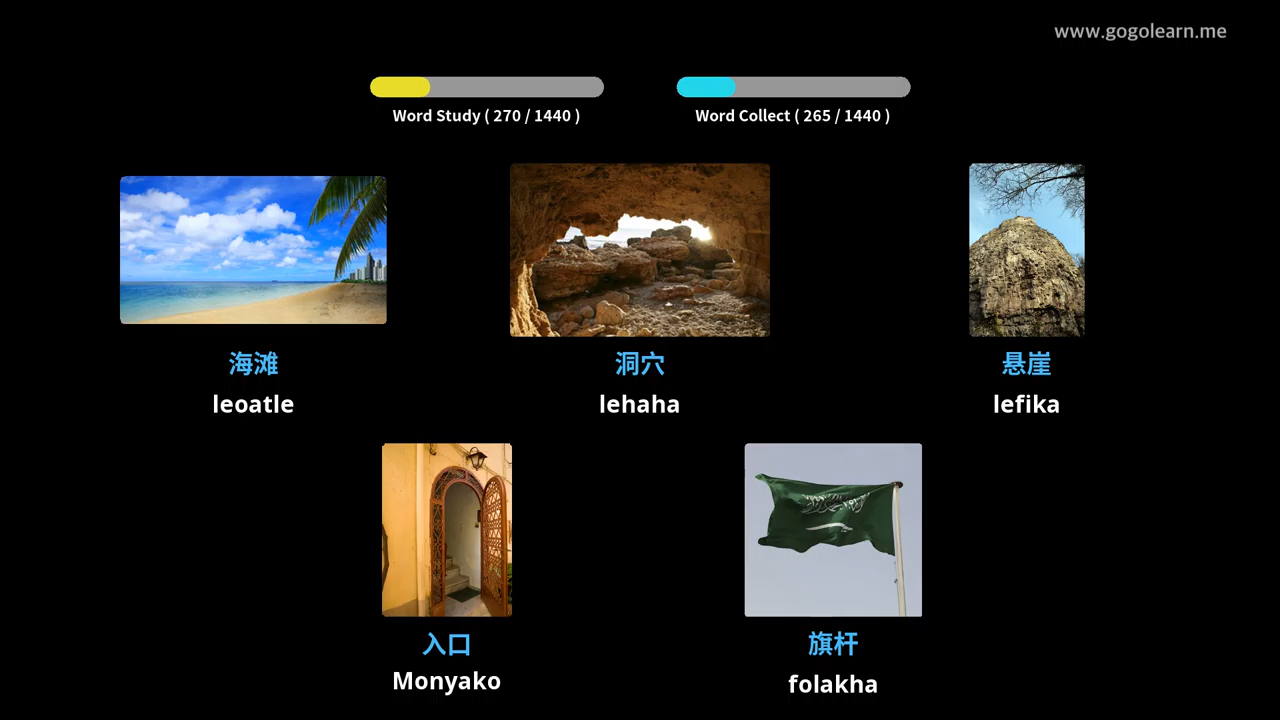 www.gogolearn.me
Word Study ( 270 / 1440 )
Word Collect ( 265 / 1440 )
海滩
leoatle
洞穴
lehaha
悬崖
lefika
入口
Monyako
旗杆
folakha